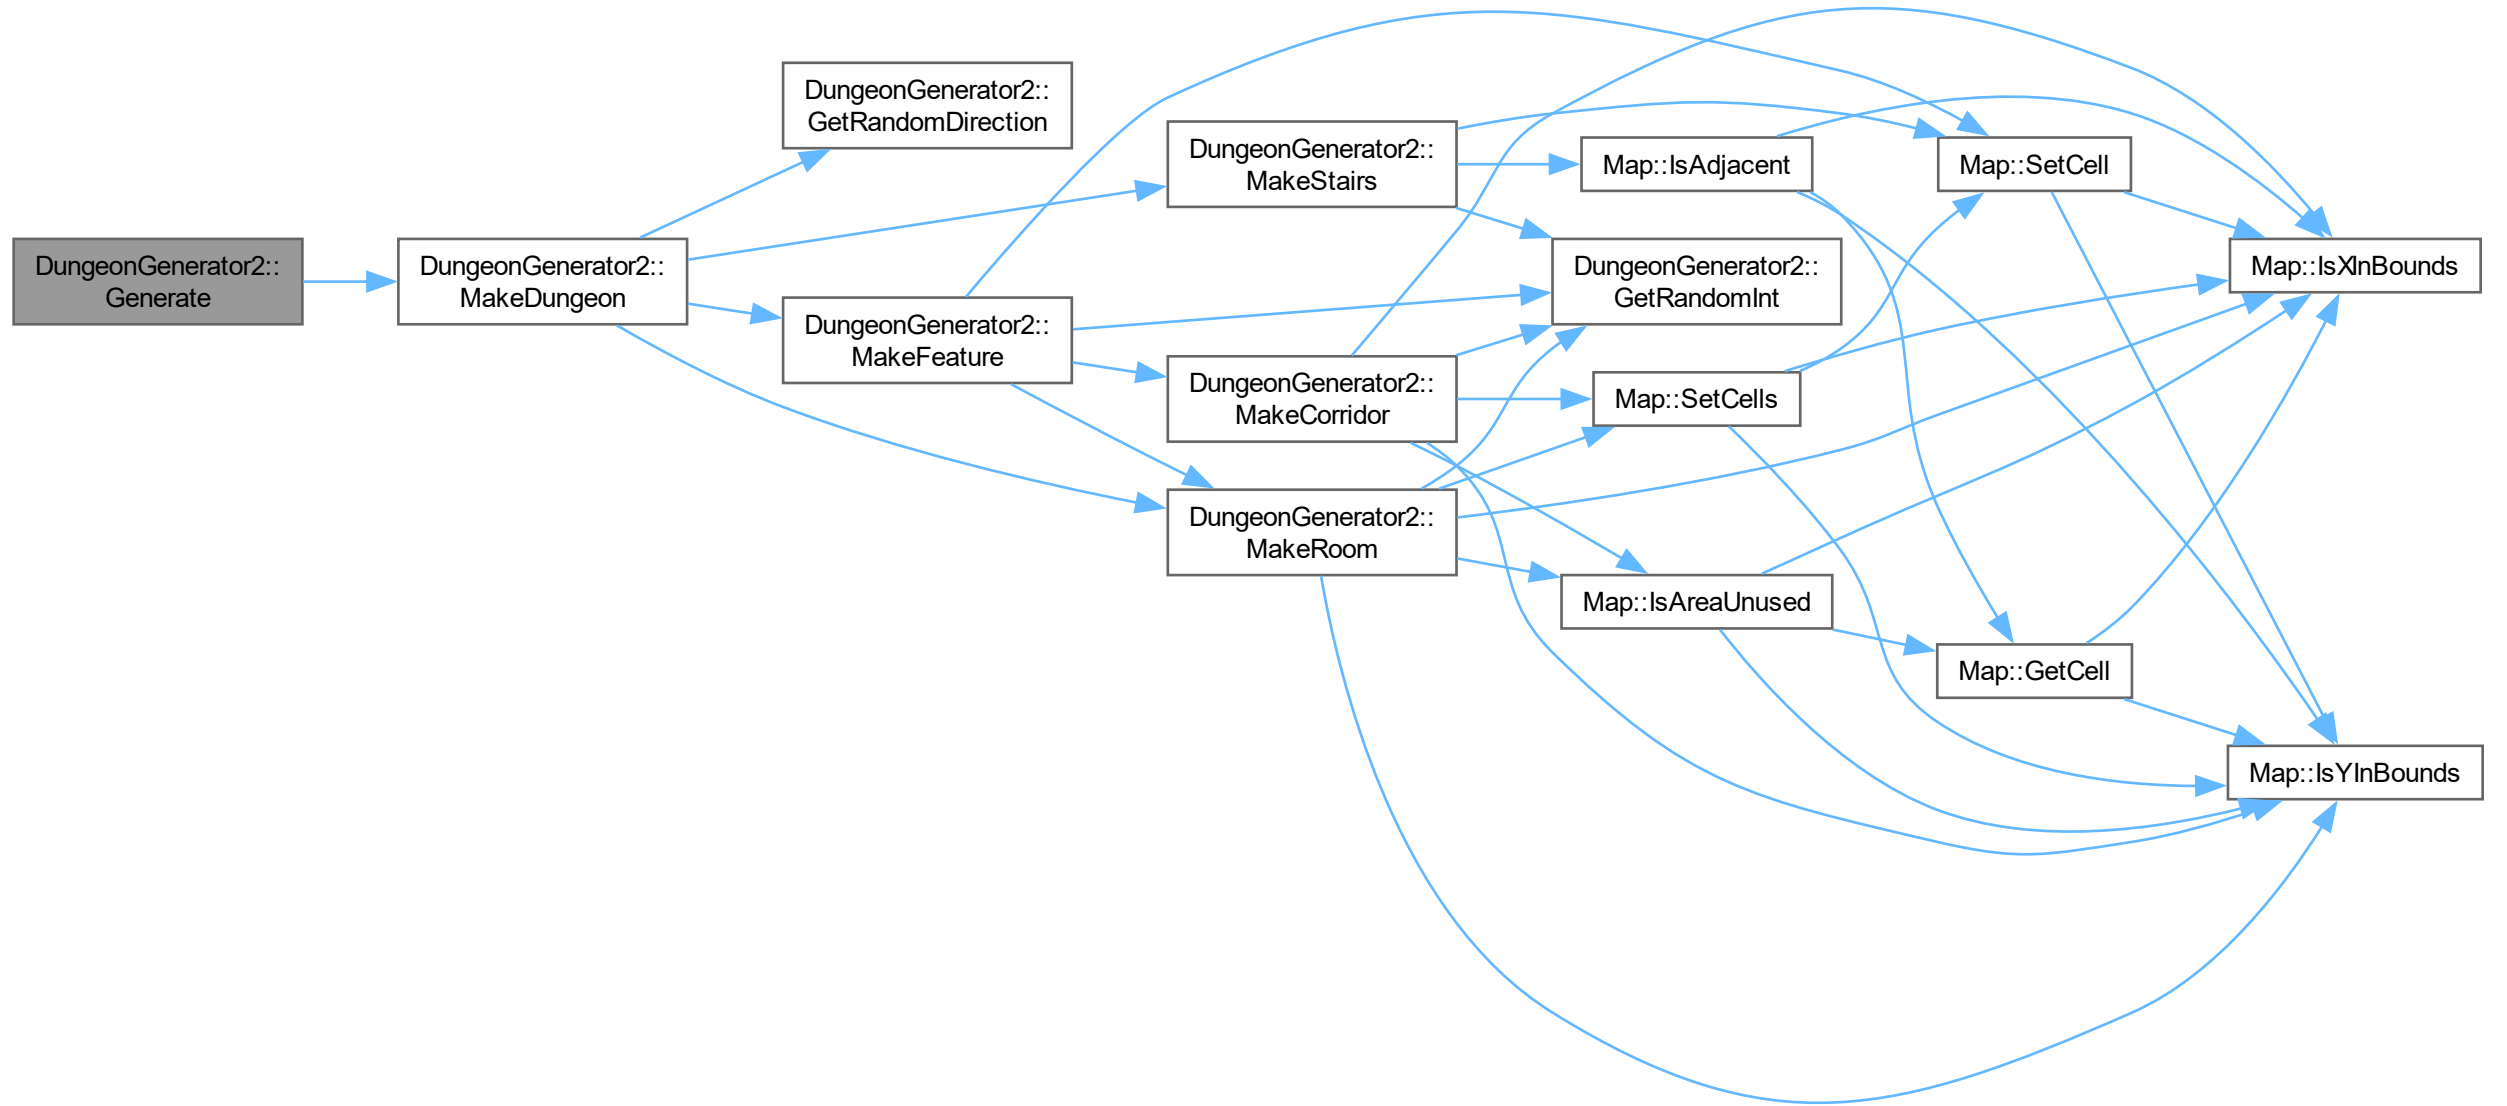 DungeonGenerator2::
Generate
DungeonGenerator2::
MakeDungeon
DungeonGenerator2::
GetRandomDirection
DungeonGenerator2::
MakeFeature
DungeonGenerator2::
MakeStairs
DungeonGenerator2::
MakeCorridor
DungeonGenerator2::
MakeRoom
Map::IsAdjacent
DungeonGenerator2::
GetRandomInt
Map::SetCells
Map::IsAreaUnused
Map::SetCell
Map::GetCell
Map::IsXInBounds
Map::IsYInBounds